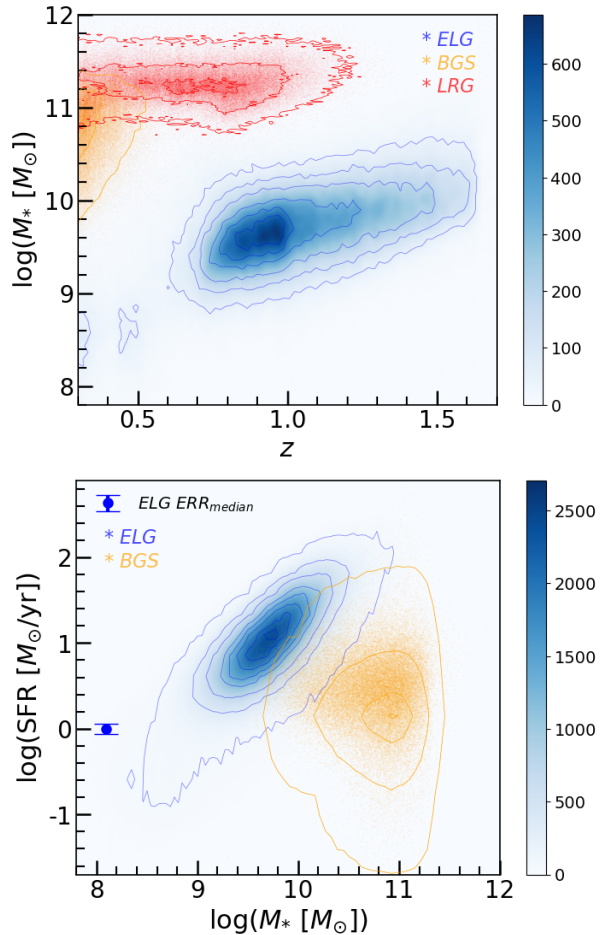 12
11
10
9
8
log(M* [M⊙])
* ELG
* BGS
* LRG
0.5 1.0 1.5
z
600
500
400
300
200
100
0
ELG ERRmedian
* ELG
* BGS
2
1
0
-1
log(SFR [M⊙/yr])
8 9 10 11 12
log(M* [M⊙])
2500
2000
1500
1000
500
0